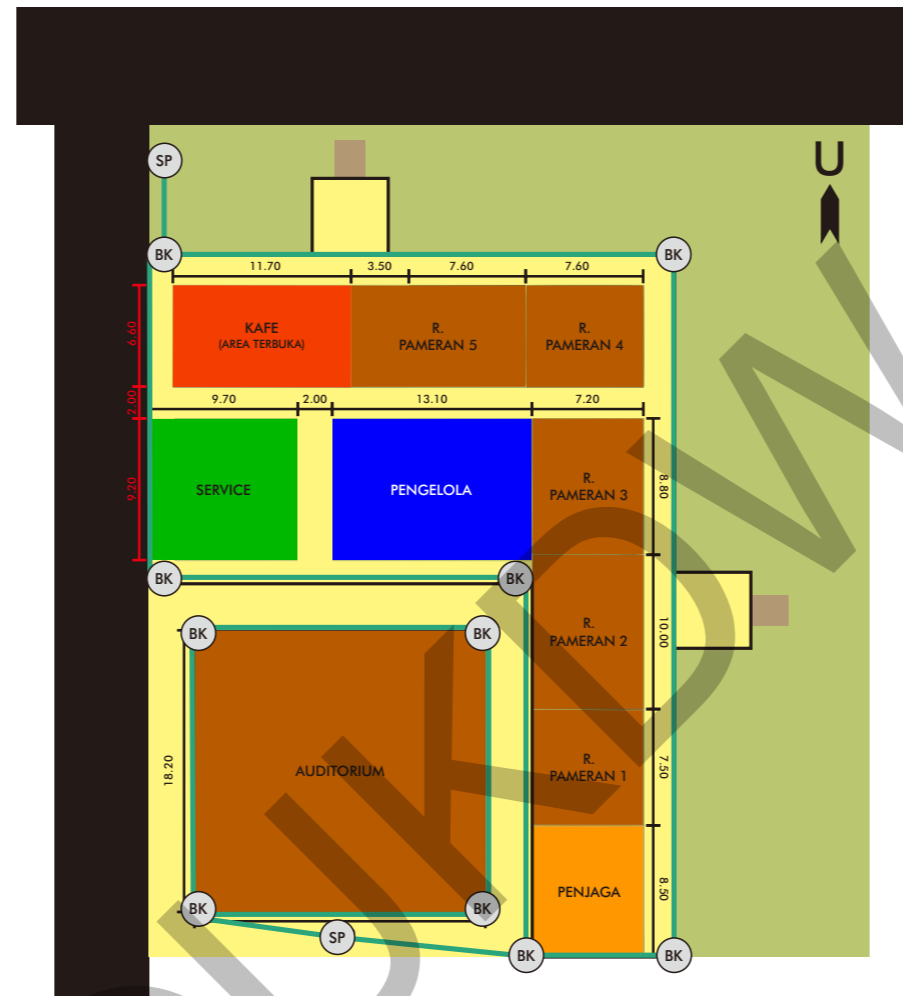 SP
U
BK
BK
11.70
3.50
7.60
7.60
6.60
KAFE
(AREA TERBUKA)
R.
PAMERAN 5
R.
PAMERAN 4
2.00
9.70
2.00
13.10
7.20
9.20
SERVICE
PENGELOLA
R.
PAMERAN 3
8.80
BK
BK
BK
BK
R.
PAMERAN 2
10.00
18.20
AUDITORIUM
R.
PAMERAN 1
7.50
PENJAGA
8.50
BK
BK
SP
BK
BK
UKDW